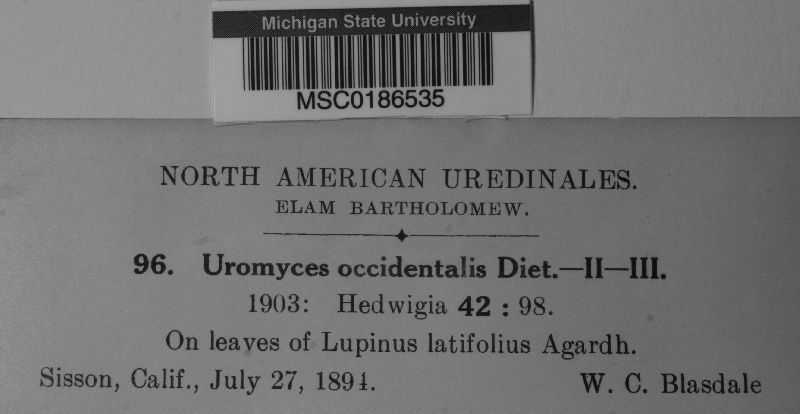 Michigan State University
MSC0186535
NORTH AMERICAN UREDINALES.
ELAM BARTHOLOMEW.
96. Uromyces occidentalis Diet.—II—III.
1903: Hedwigia 42 : 98.
On leaves of Lupinus latifolius Agardh.
Sisson, Calif., July 27, 1894. W. C. Blasdale